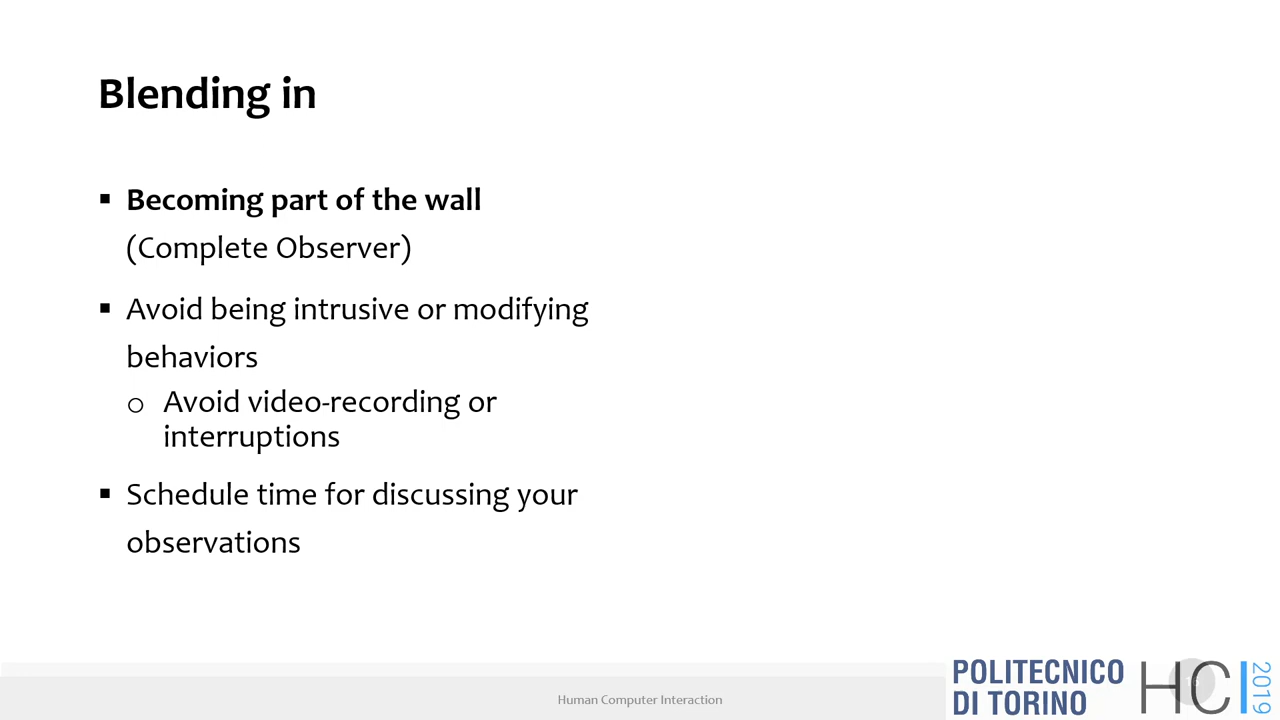 Blending in
▪ Becoming part of the wall
(Complete Observer)
▪ Avoid being intrusive or modifying
behaviors
o Avoid video-recording or
interruptions
▪ Schedule time for discussing your
observations
Human Computer Interaction
POLITECNICO
DI TORINO
HCI
2019